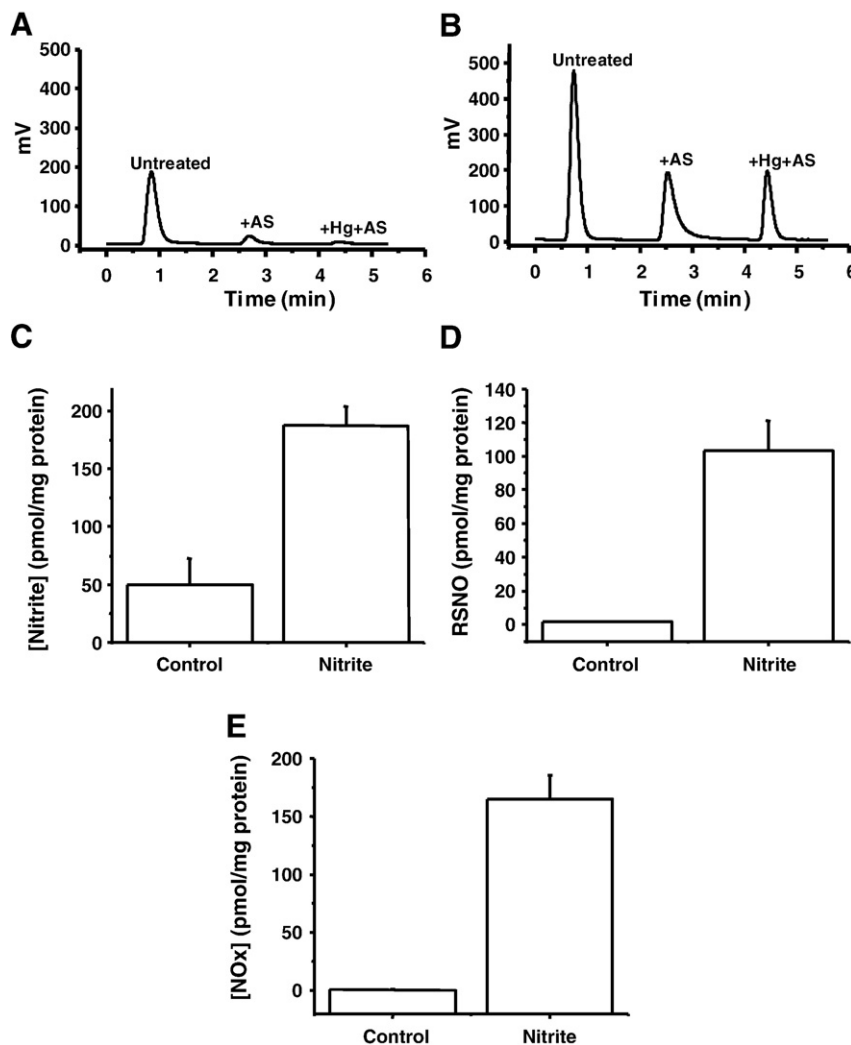 A
500
400
300
200
100
0
mV
Untreated
+AS
+Hg+AS
0 1 2 3 4 5 6
Time (min)
B
500
400
300
200
100
0
mV
Untreated
+AS
+Hg+AS
0 1 2 3 4 5 6
Time (min)
C
200
150
100
50
0
[Nitrite] (pmol/mg protein)
Control Nitrite
D
140
120
100
80
60
40
20
0
RSNO (pmol/mg protein)
Control Nitrite
E
200
150
100
50
0
[NOx] (pmol/mg protein)
Control Nitrite